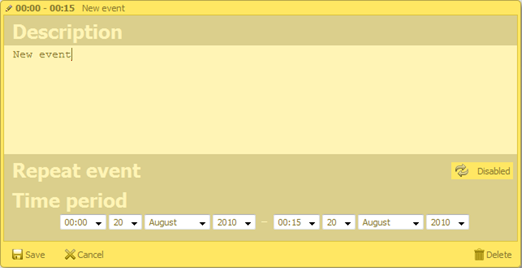 00:00 - 00:15 New event
Description
New event
Repeat event Disabled
Time period
00:00 20 August 2010 – 00:15 20 August 2010
Save Cancel Delete